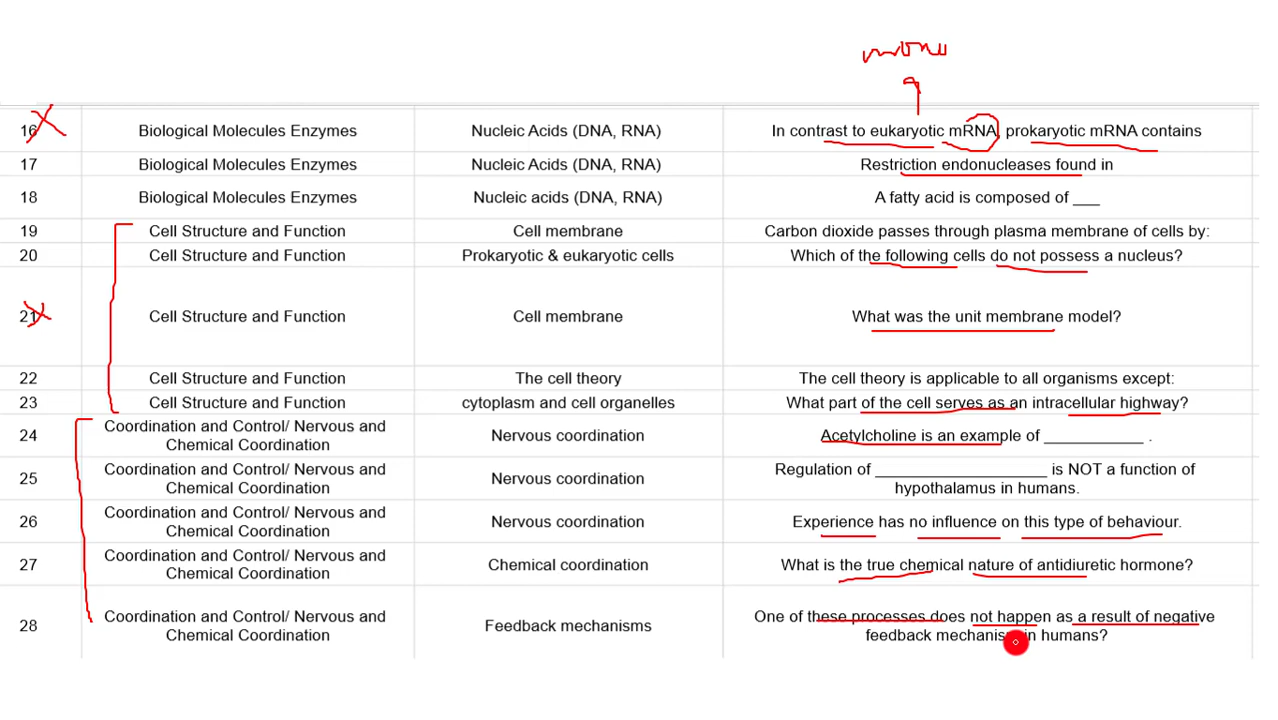 16 Biological Molecules Enzymes Nucleic Acids (DNA, RNA) In contrast to eukaryotic mRNA, prokaryotic mRNA contains
17 Biological Molecules Enzymes Nucleic Acids (DNA, RNA) Restriction endonucleases found in
18 Biological Molecules Enzymes Nucleic acids (DNA, RNA) A fatty acid is composed of ___
19 Cell Structure and Function Cell membrane Carbon dioxide passes through plasma membrane of cells by:
20 Cell Structure and Function Prokaryotic & eukaryotic cells Which of the following cells do not possess a nucleus?
21 Cell Structure and Function Cell membrane What was the unit membrane model?
22 Cell Structure and Function The cell theory The cell theory is applicable to all organisms except:
23 Cell Structure and Function cytoplasm and cell organelles What part of the cell serves as an intracellular highway?
24 Coordination and Control/ Nervous and
Chemical Coordination Nervous coordination Acetylcholine is an example of ____________ .
25 Coordination and Control/ Nervous and
Chemical Coordination Nervous coordination Regulation of ____________________ is NOT a function of
hypothalamus in humans.
26 Coordination and Control/ Nervous and
Chemical Coordination Nervous coordination Experience has no influence on this type of behaviour.
27 Coordination and Control/ Nervous and
Chemical Coordination Chemical coordination What is the true chemical nature of antidiuretic hormone?
28 Coordination and Control/ Nervous and
Chemical Coordination Feedback mechanisms One of these processes does not happen as a result of negative
feedback mechanism in humans?